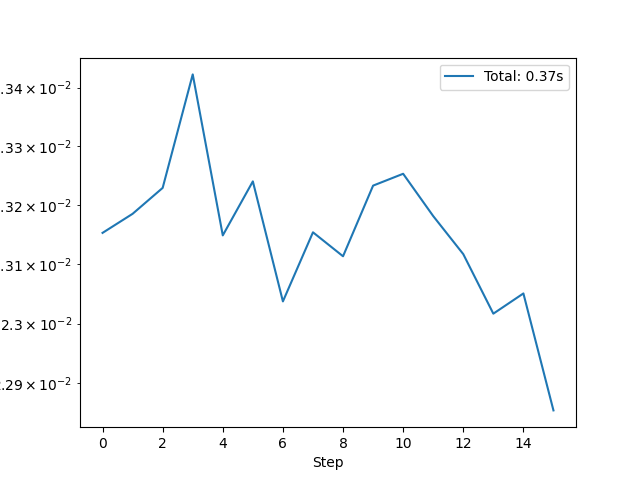 Total: 0.37s
.34 × 10⁻²
.33 × 10⁻²
.32 × 10⁻²
.31 × 10⁻²
2.3 × 10⁻²
.29 × 10⁻²
0 2 4 6 8 10 12 14
Step